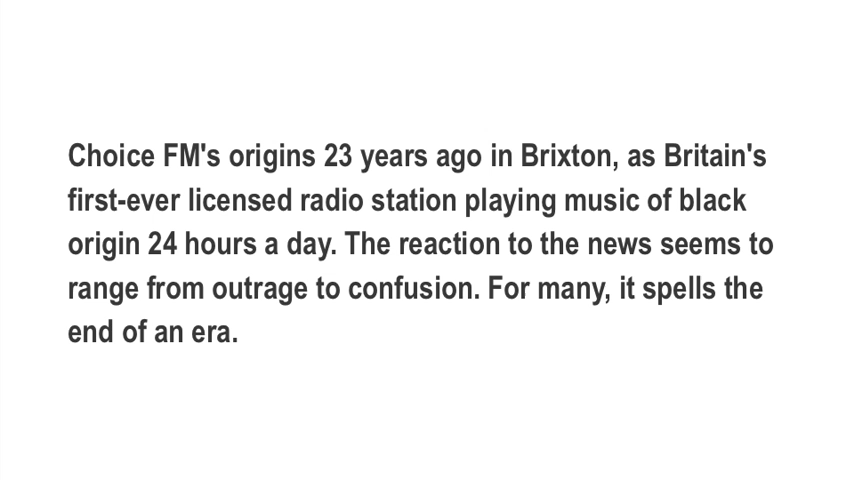 Choice FM's origins 23 years ago in Brixton, as Britain's
first-ever licensed radio station playing music of black
origin 24 hours a day. The reaction to the news seems to
range from outrage to confusion. For many, it spells the
end of an era.